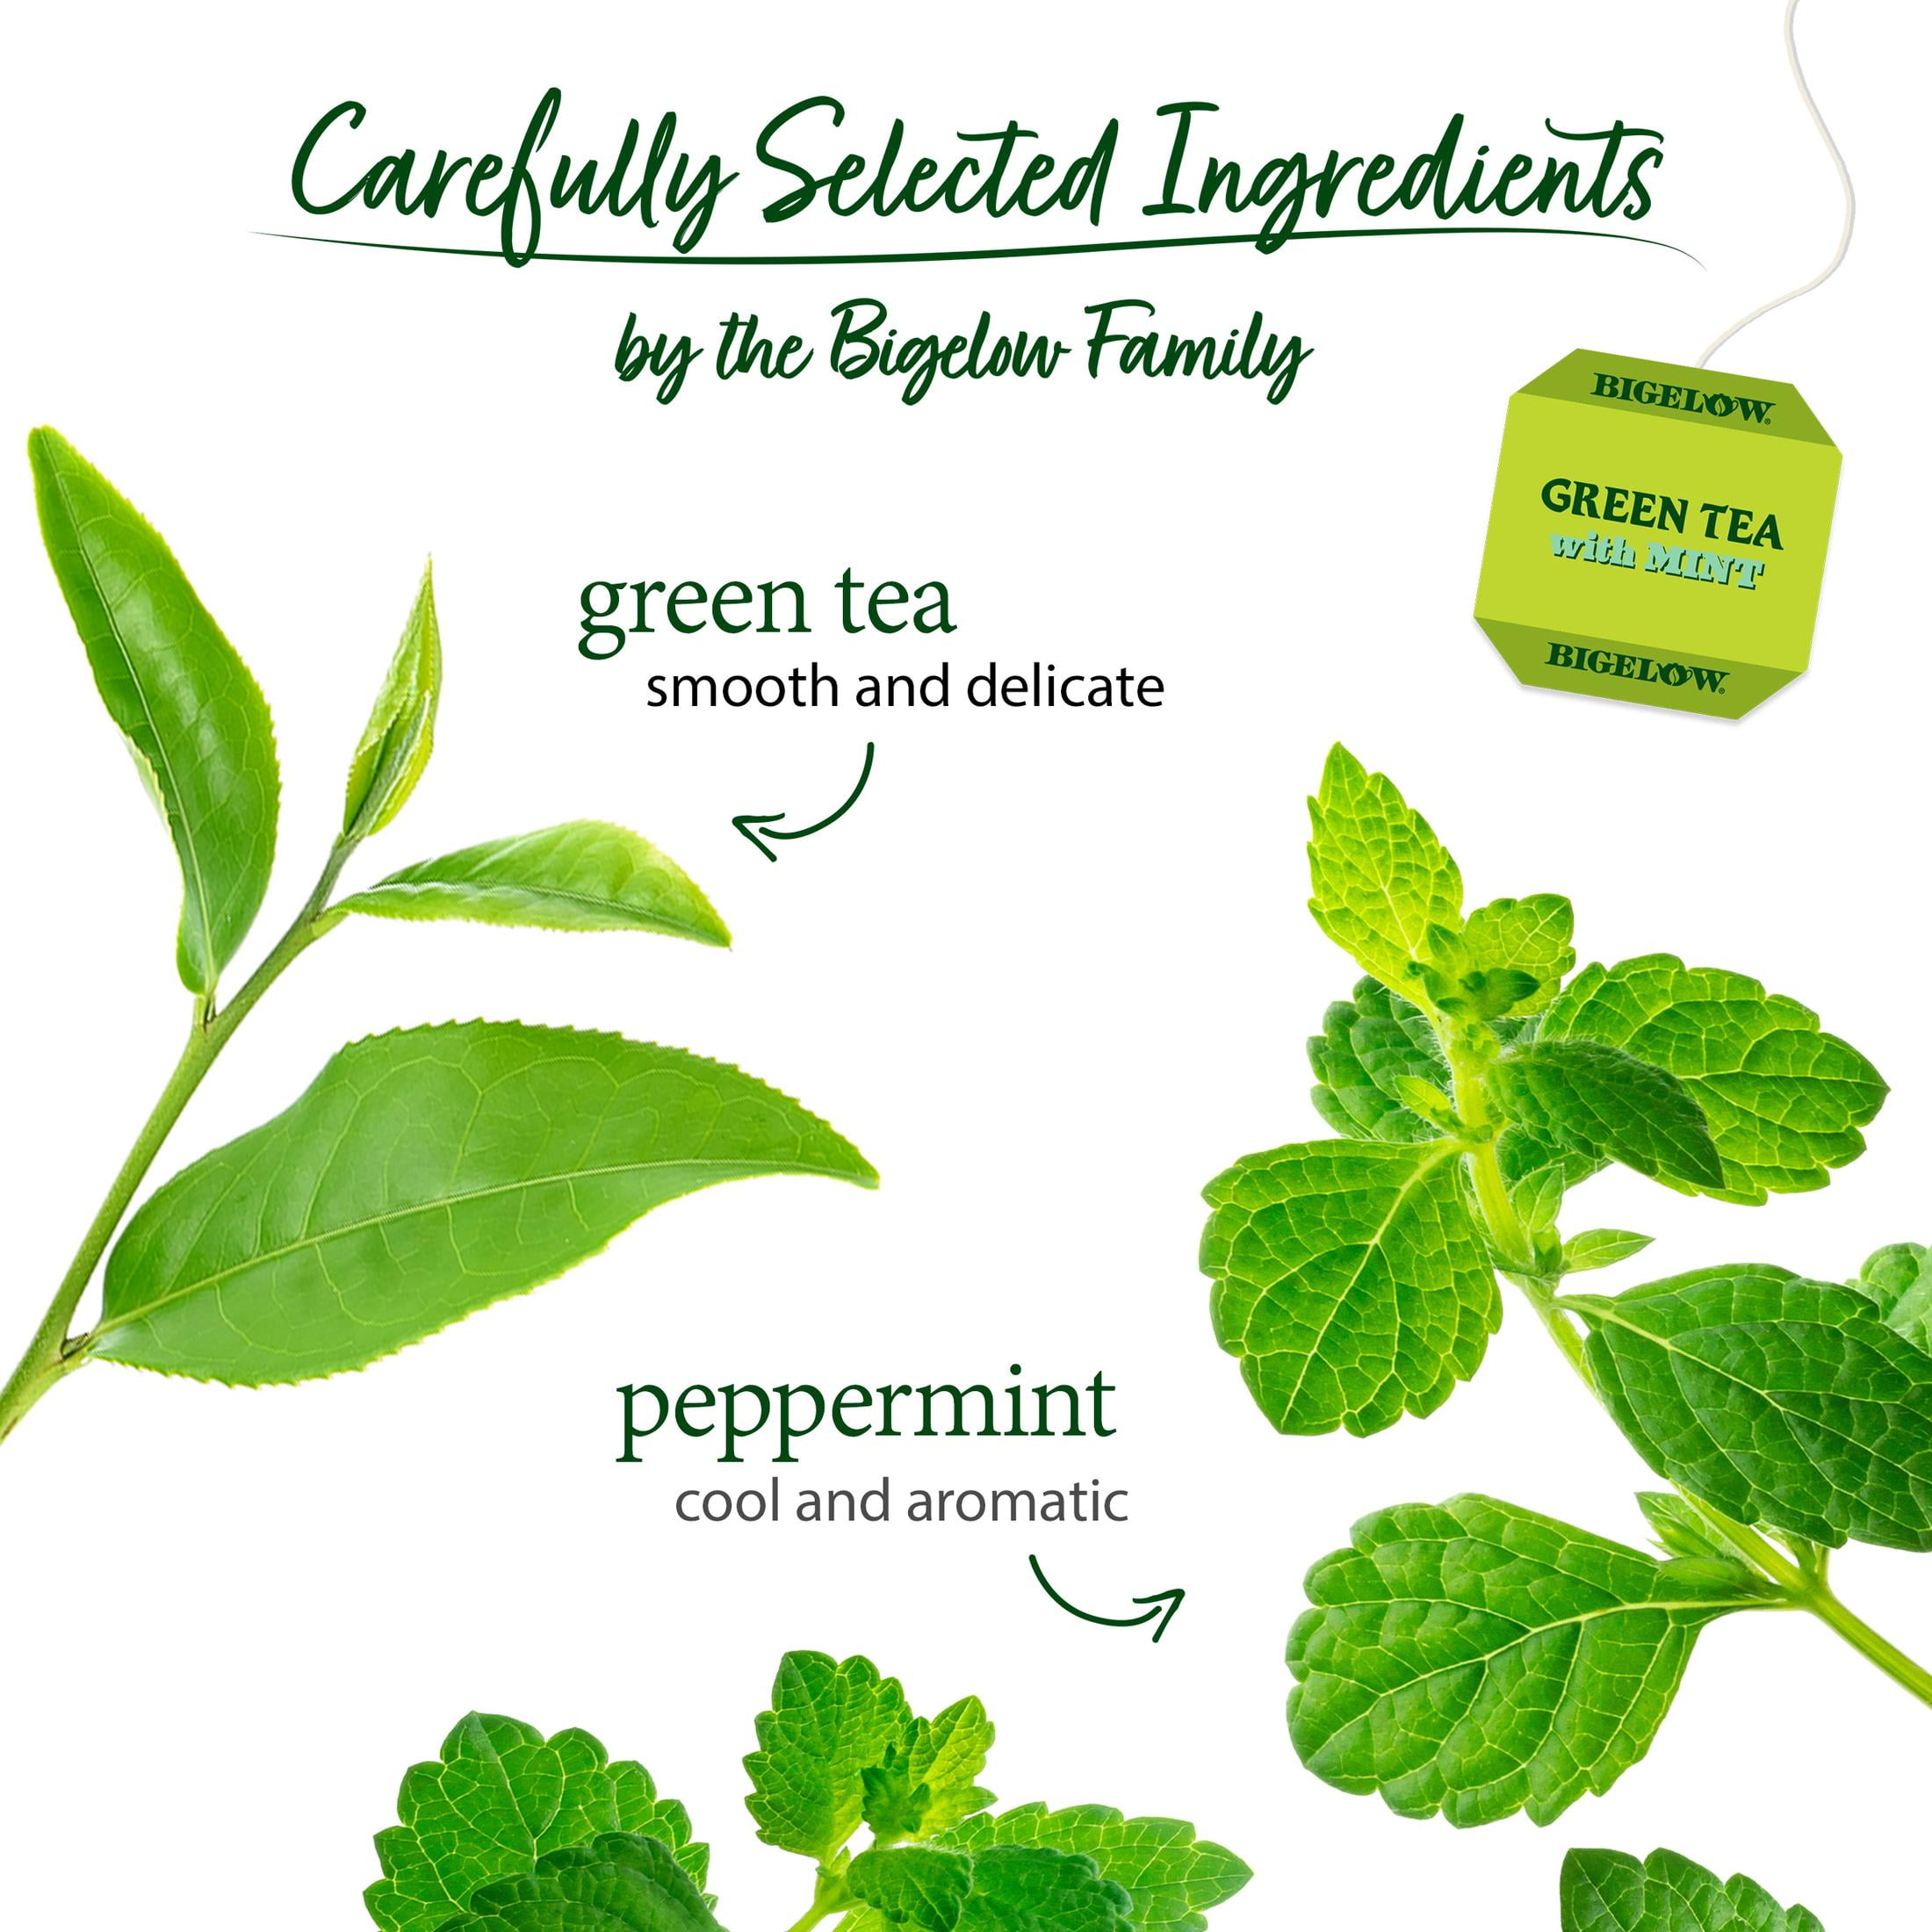 Carefully Selected Ingredients
by the Bigelow Family
BIGELOW®
GREEN TEA
with MINT
BIGELOW®
green tea
smooth and delicate
peppermint
cool and aromatic